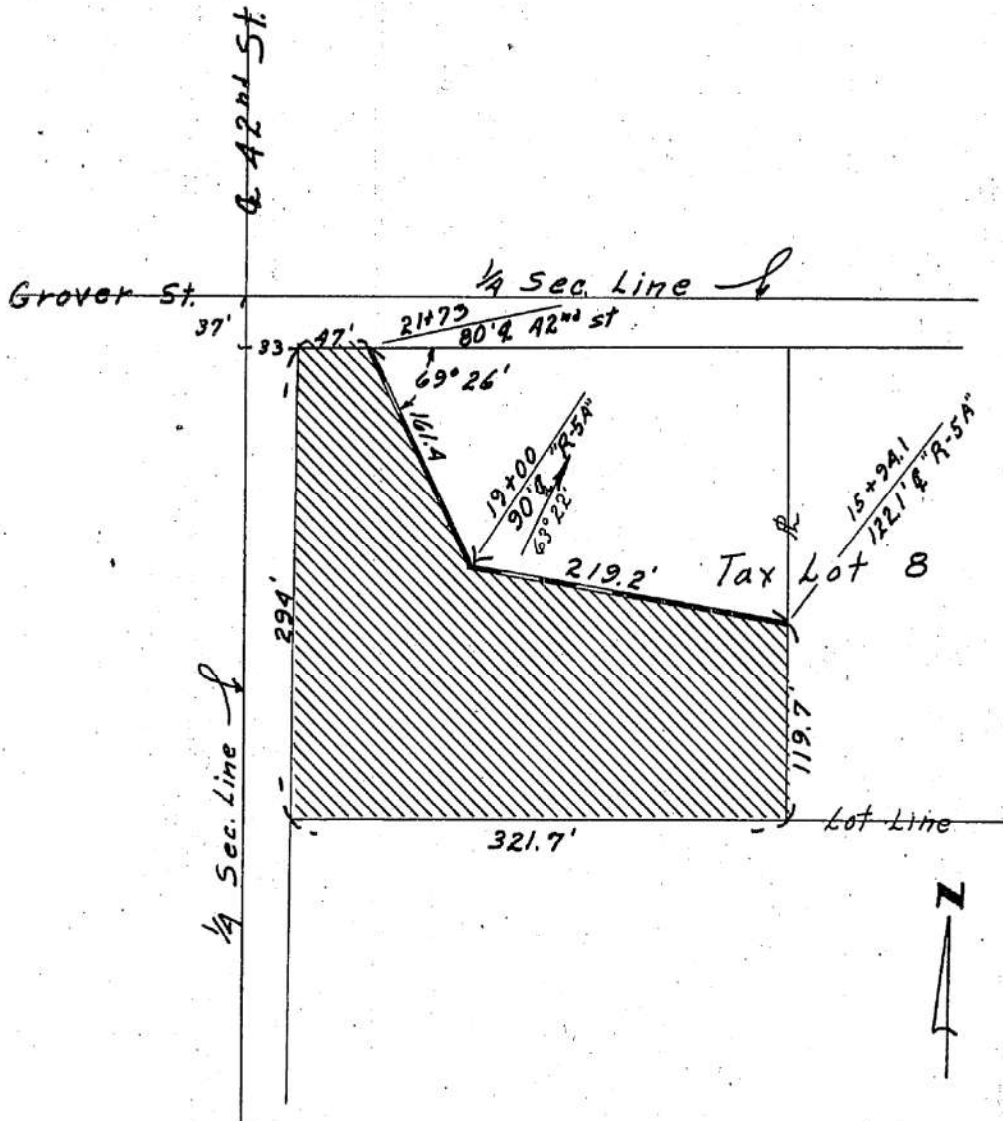 ℄ 42nd St.
1/4 Sec. Line
Grover St.
37'
33
47'
21+73
80' ℄ 42nd St
69° 26'
161.4
19+00
90' ℄ "R-5A"
63° 22'
15+94.1
122.1' ℄ "R-5A"
219.2'
Tax Lot 8
294'
119.7'
1/4 Sec. Line
321.7'
Lot Line
N